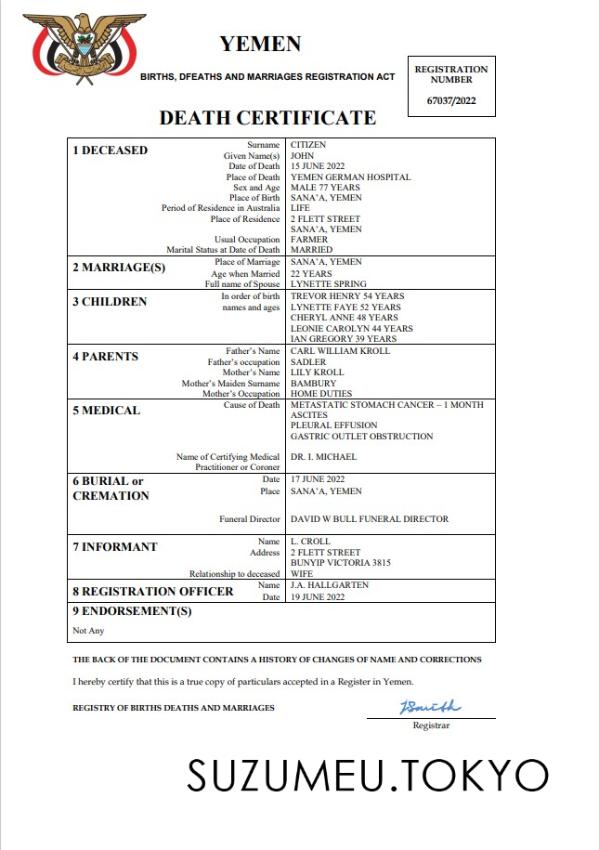 YEMEN
BIRTHS, DFEATHS AND MARRIAGES REGISTRATION ACT
REGISTRATION
NUMBER
67037/2022
DEATH CERTIFICATE
1 DECEASED
Surname CITIZEN
Given Name(s) JOHN
Date of Death 15 JUNE 2022
Place of Death YEMEN GERMAN HOSPITAL
Sex and Age MALE 77 YEARS
Place of Birth SANA'A, YEMEN
Period of Residence in Australia LIFE
Place of Residence 2 FLETT STREET
SANA'A, YEMEN
Usual Occupation FARMER
Marital Status at Date of Death MARRIED
2 MARRIAGE(S)
Place of Marriage SANA'A, YEMEN
Age when Married 22 YEARS
Full name of Spouse LYNETTE SPRING
3 CHILDREN
In order of birth TREVOR HENRY 54 YEARS
names and ages LYNETTE FAYE 52 YEARS
CHERYL ANNE 48 YEARS
LEONIE CAROLYN 44 YEARS
IAN GREGORY 39 YEARS
4 PARENTS
Father's Name CARL WILLIAM KROLL
Father's occupation SADLER
Mother's Name LILY KROLL
Mother's Maiden Surname BAMBURY
Mother's Occupation HOME DUTIES
5 MEDICAL
Cause of Death METASTATIC STOMACH CANCER – 1 MONTH
ASCITES
PLEURAL EFFUSION
GASTRIC OUTLET OBSTRUCTION
Name of Certifying Medical DR. I. MICHAEL
Practitioner or Coroner
6 BURIAL or
CREMATION
Date 17 JUNE 2022
Place SANA'A, YEMEN
Funeral Director DAVID W BULL FUNERAL DIRECTOR
7 INFORMANT
Name L. CROLL
Address 2 FLETT STREET
BUNYIP VICTORIA 3815
Relationship to deceased WIFE
8 REGISTRATION OFFICER
Name J.A. HALLGARTEN
Date 19 JUNE 2022
9 ENDORSEMENT(S)
Not Any
THE BACK OF THE DOCUMENT CONTAINS A HISTORY OF CHANGES OF NAME AND CORRECTIONS
I hereby certify that this is a true copy of particulars accepted in a Register in Yemen.
REGISTRY OF BIRTHS DEATHS AND MARRIAGES
JSmith
Registrar
SUZUMEU.TOKYO